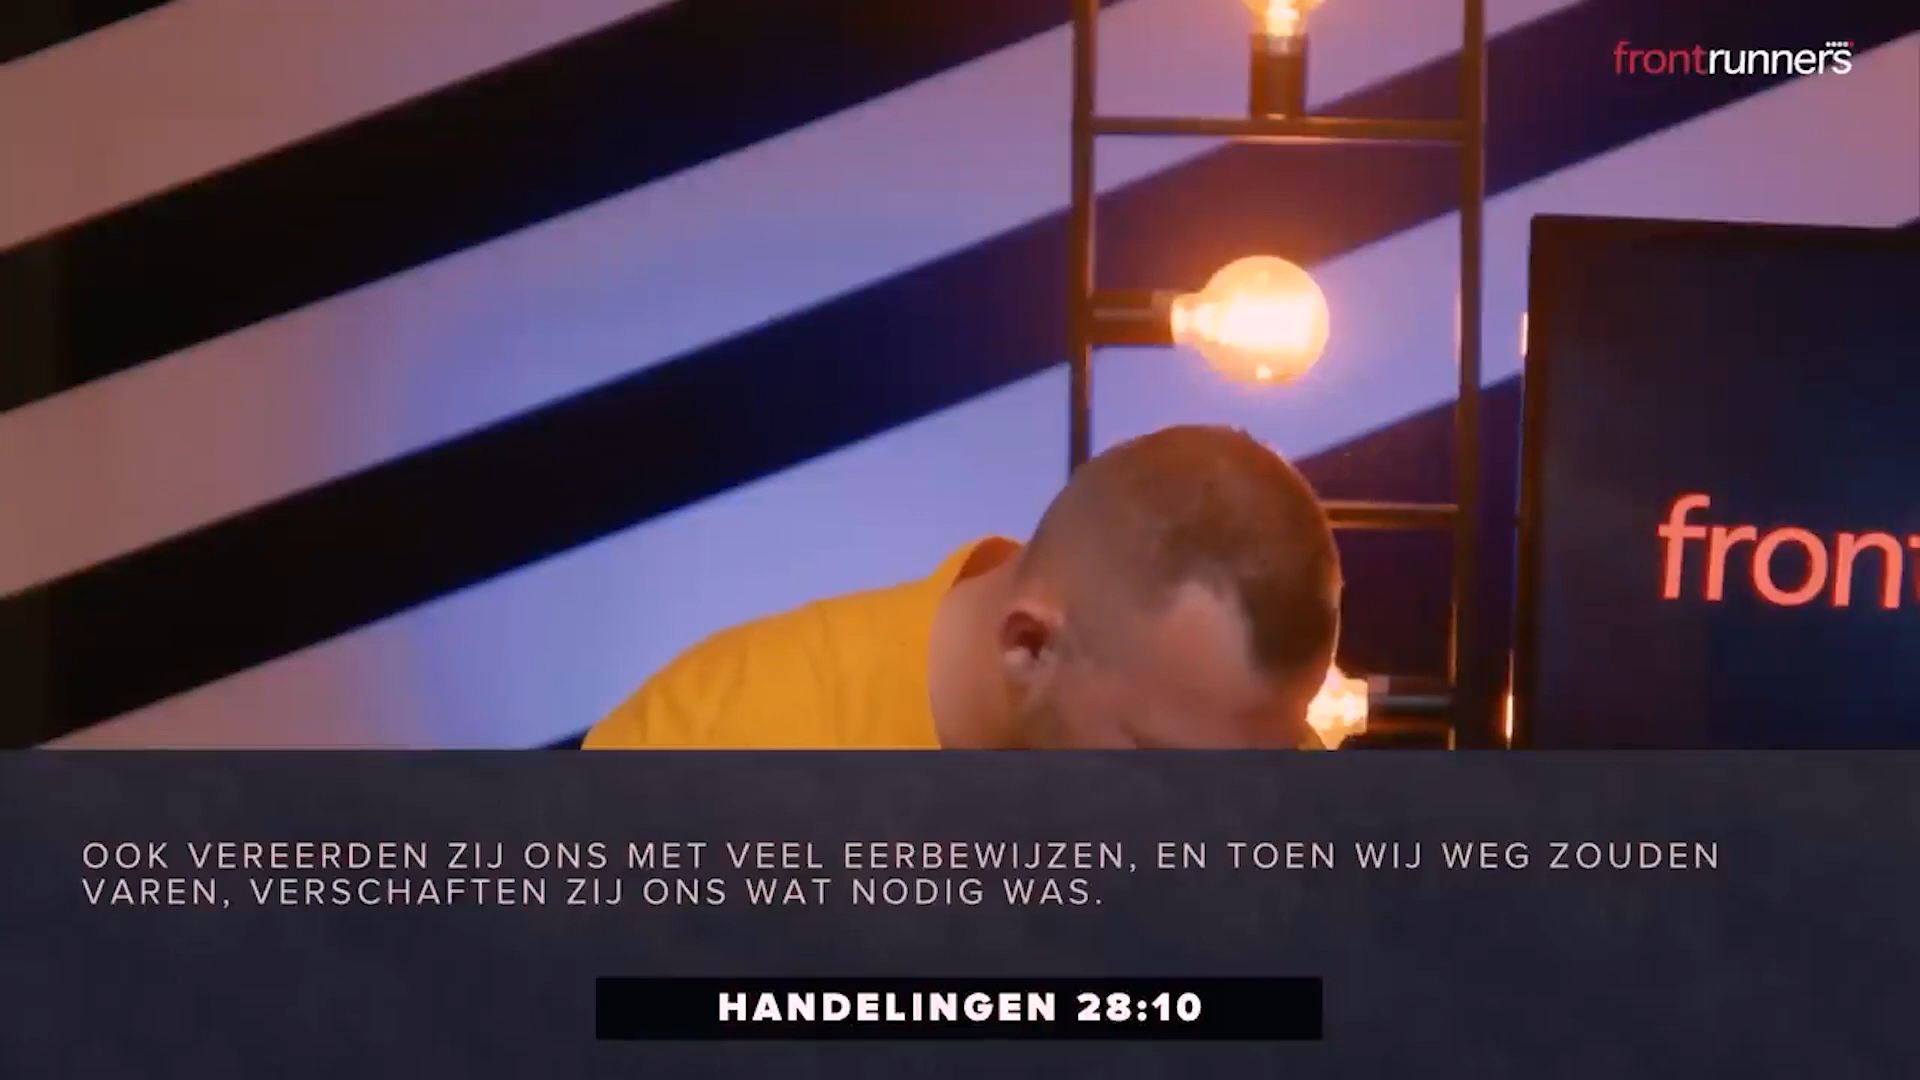 frontrunners
front
OOK VEREERDEN ZIJ ONS MET VEEL EERBEWIJZEN, EN TOEN WIJ WEG ZOUDEN
VAREN, VERSCHAFTEN ZIJ ONS WAT NODIG WAS.
HANDELINGEN 28:10